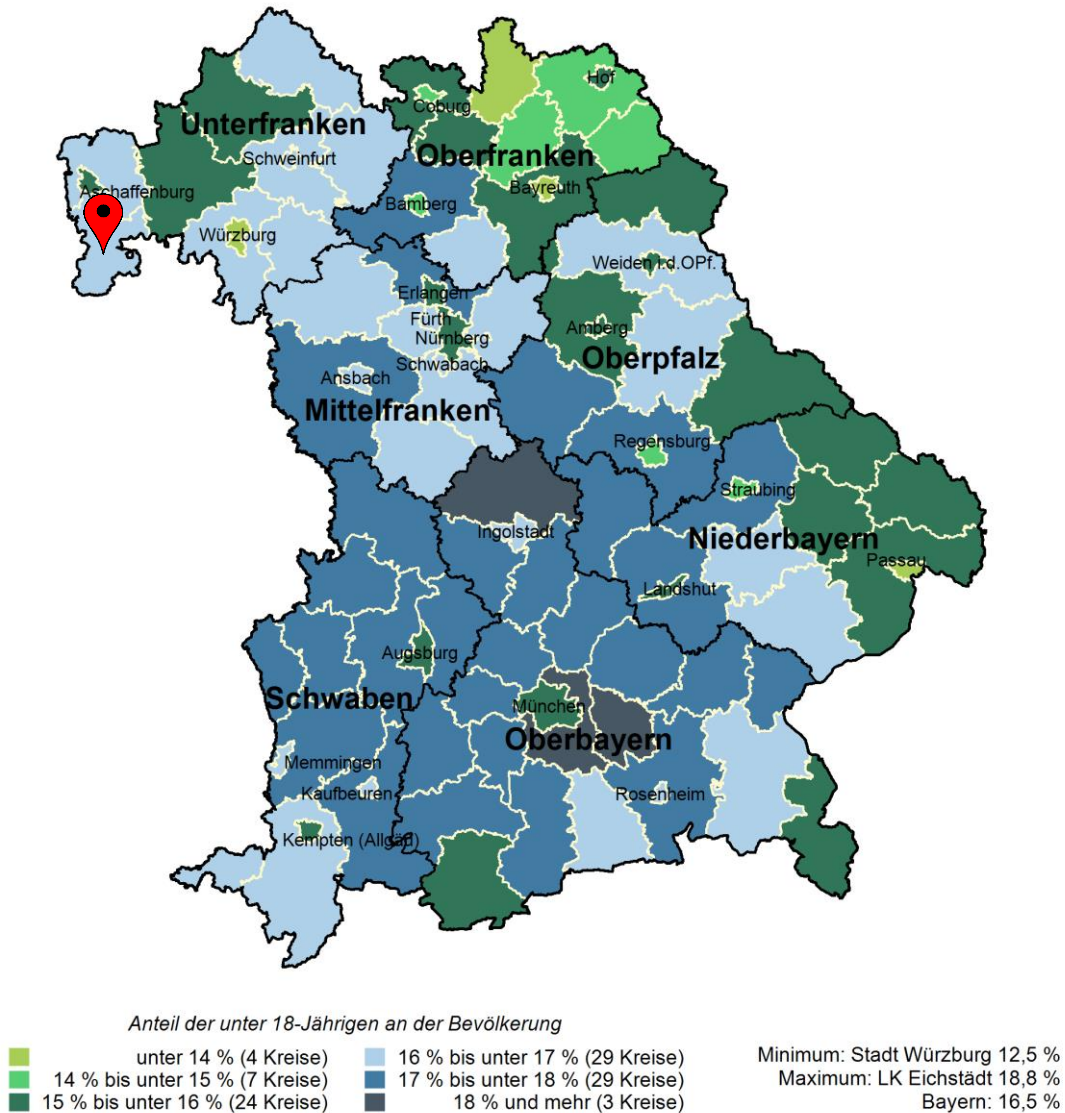 Hof
Coburg
Unterfranken
Schweinfurt
Oberfranken
Aschaffenburg
Bayreuth
Bamberg
Würzburg
Weiden i.d.OPf.
Erlangen
Fürth
Amberg
Nürnberg
Oberpfalz
Schwabach
Ansbach
Mittelfranken
Regensburg
Straubing
Ingolstadt
Niederbayern
Passau
Landshut
Augsburg
Schwaben
München
Oberbayern
Memmingen
Kaufbeuren
Rosenheim
Kempten (Allgäu)
Anteil der unter 18-Jährigen an der Bevölkerung
unter 14 % (4 Kreise)
14 % bis unter 15 % (7 Kreise)
15 % bis unter 16 % (24 Kreise)
16 % bis unter 17 % (29 Kreise)
17 % bis unter 18 % (29 Kreise)
18 % und mehr (3 Kreise)
Minimum: Stadt Würzburg 12,5 %
Maximum: LK Eichstädt 18,8 %
Bayern: 16,5 %